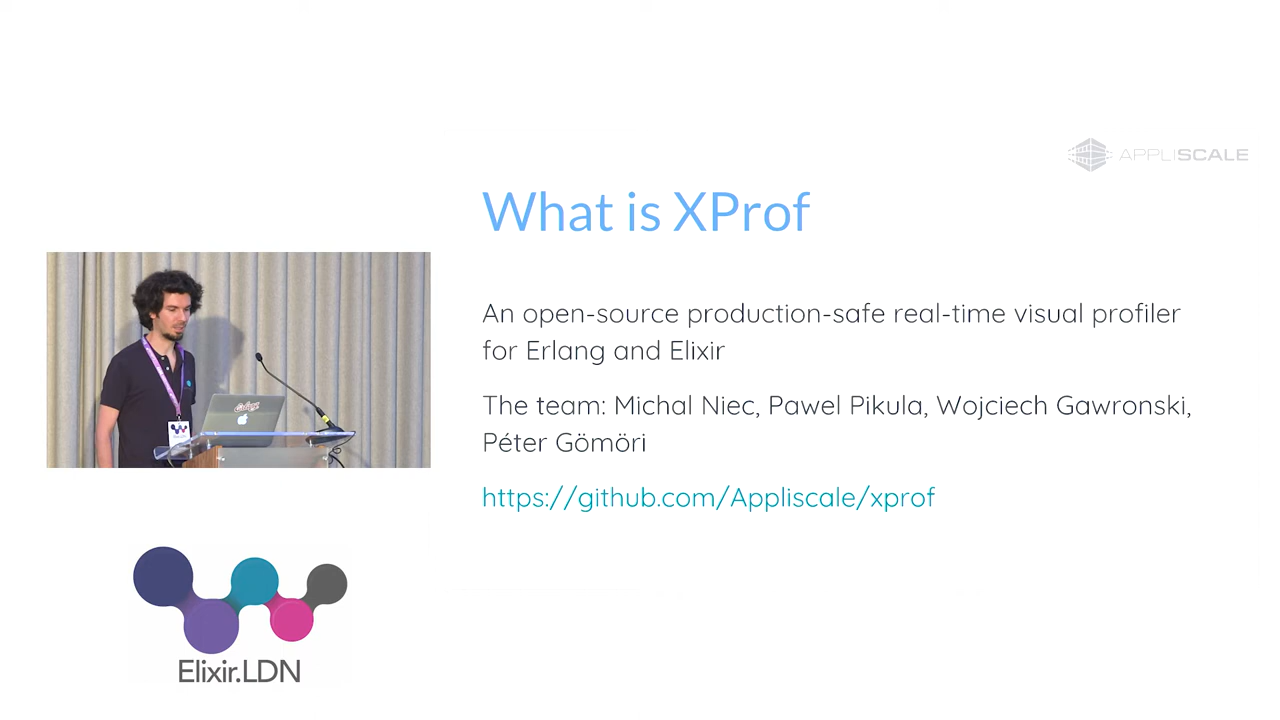 APPLISCALE
What is XProf
An open-source production-safe real-time visual profiler
for Erlang and Elixir
The team: Michal Niec, Pawel Pikula, Wojciech Gawronski,
Péter Gömöri
https://github.com/Appliscale/xprof
Elixir.LDN